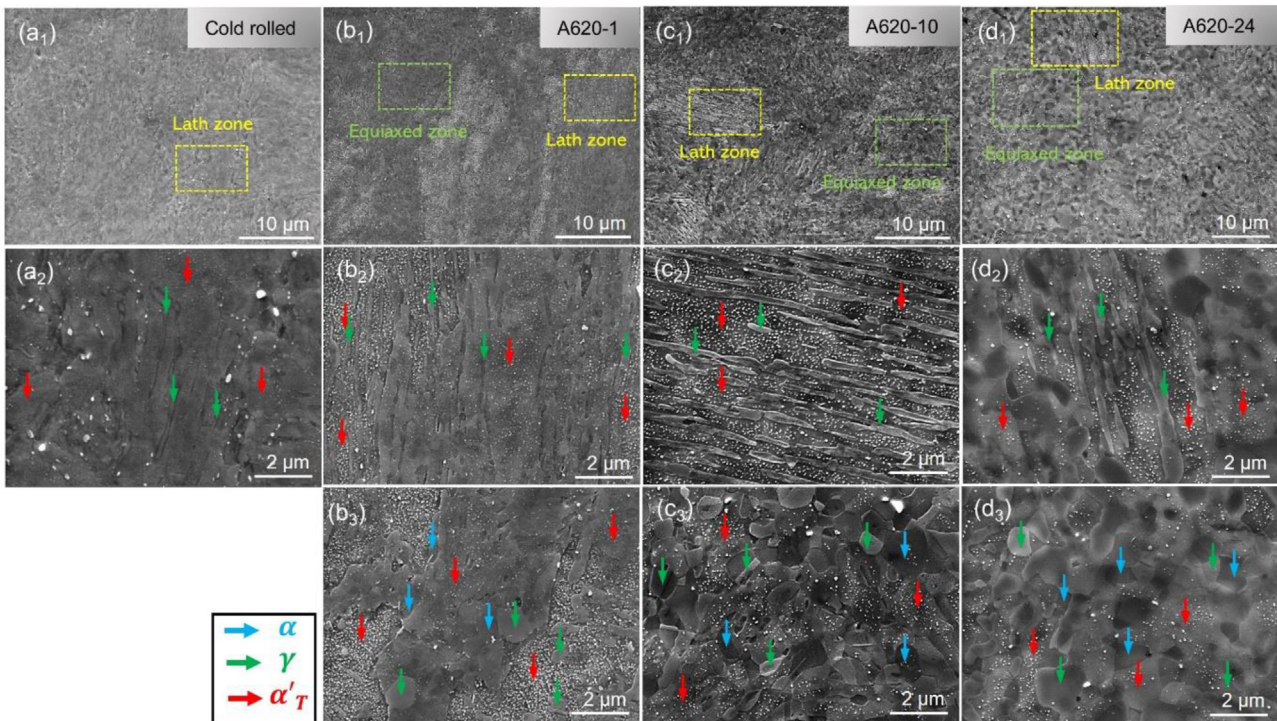 (a1) Cold rolled
Lath zone
10 μm
(b1) A620-1
Equiaxed zone
Lath zone
10 μm
(c1) A620-10
Lath zone
Equiaxed zone
10 μm
(d1) A620-24
Lath zone
Equiaxed zone
10 μm
(a2)
2 μm
(b2)
2 μm
(c2)
2 μm
(d2)
2 μm
(b3)
2 μm
(c3)
2 μm
(d3)
2 μm
α
γ
α'T